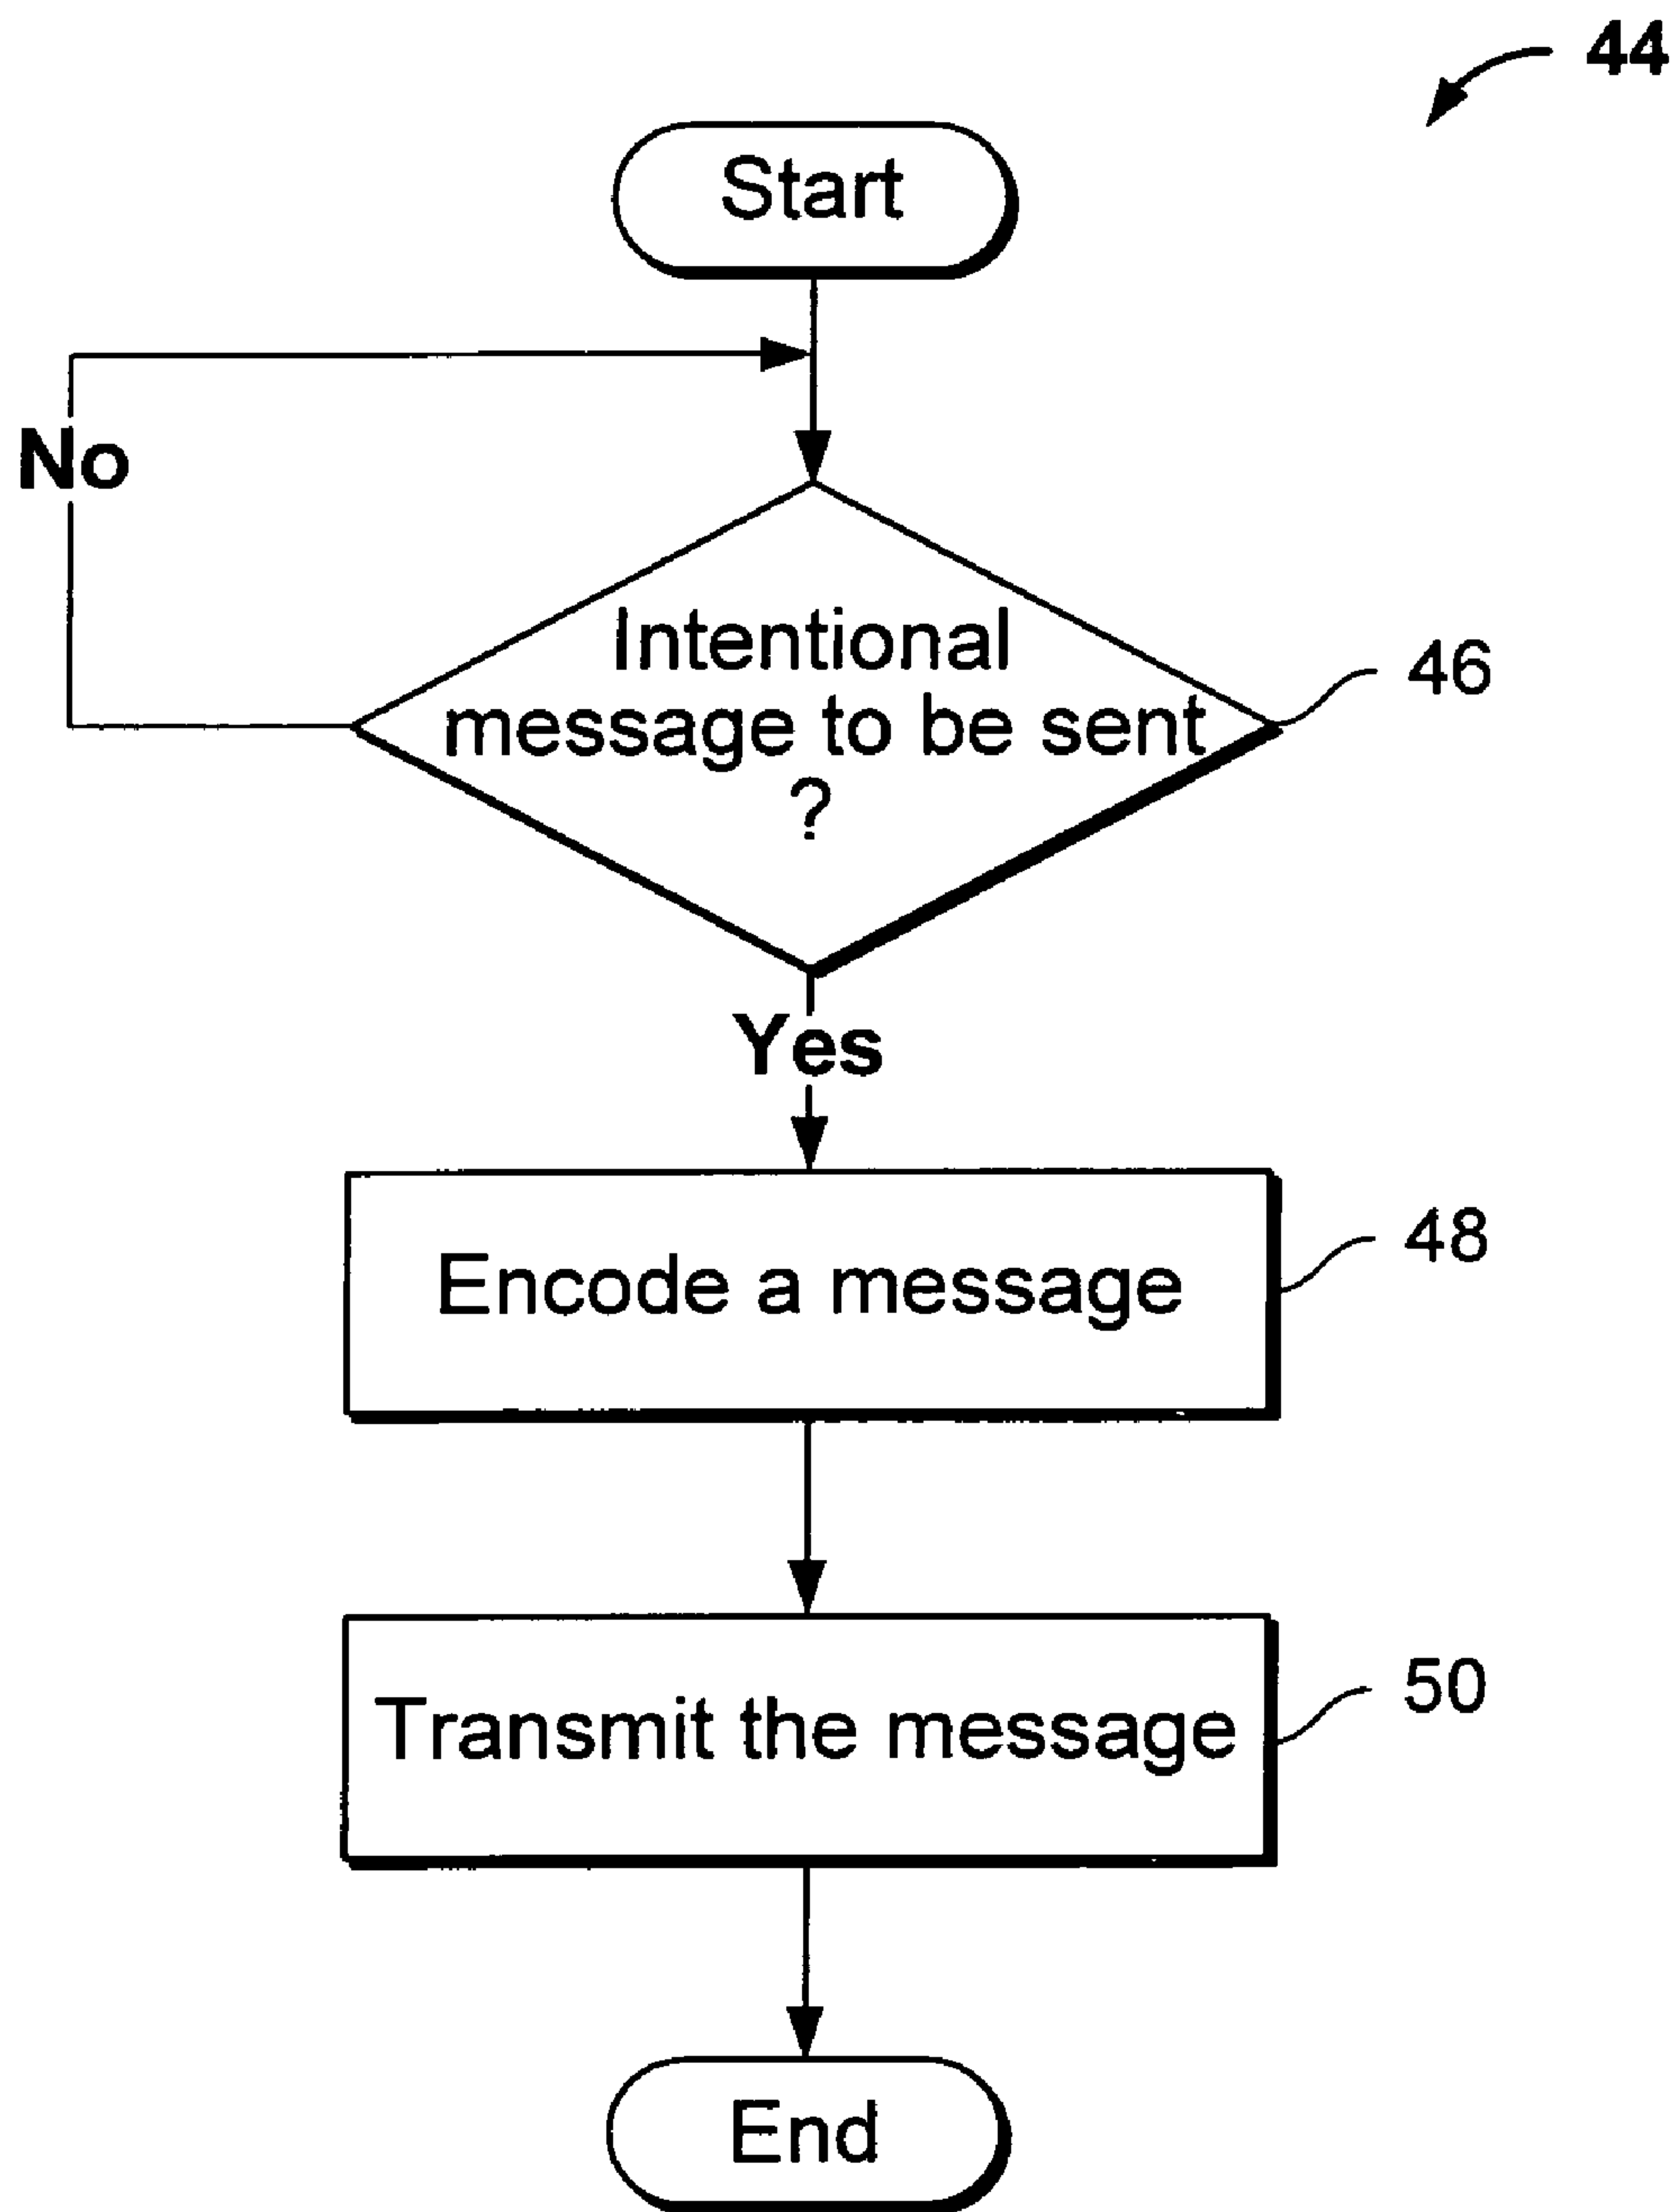 44
Start
No
Intentional
message to be sent
?
46
Yes
Encode a message
48
Transmit the message
50
End